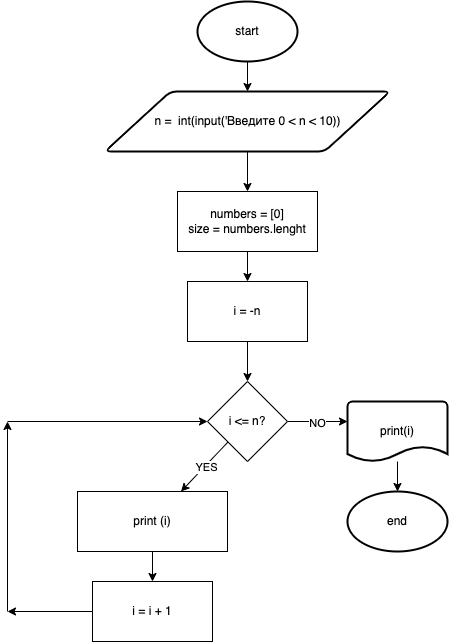 start
n =  int(input('Введите 0 < n < 10))
numbers = [0]
size = numbers.lenght
i = -n
i <= n?
NO
print(i)
YES
print (i)
end
i = i + 1